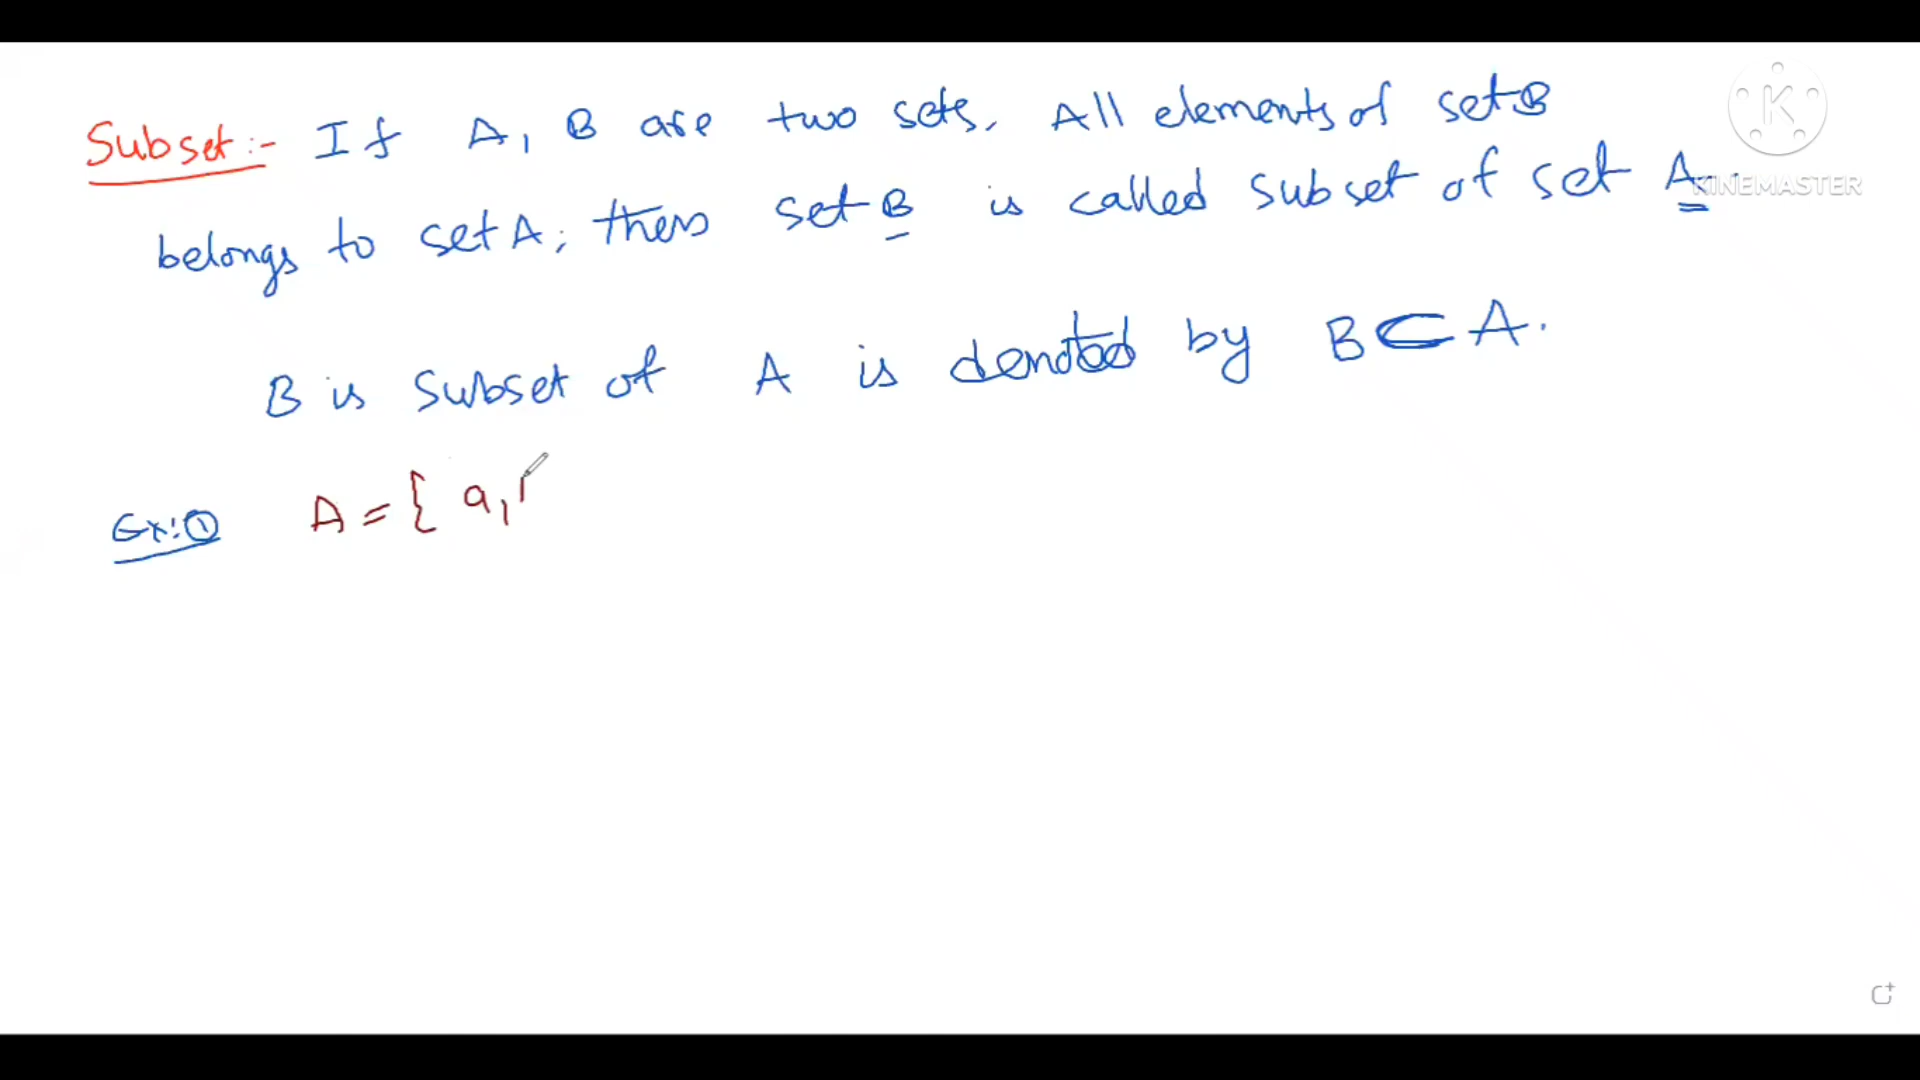 Subset:- If A, B are two sets. All elements of set B
KINEMASTER
belongs to set A; then set B is called subset of set A.
B is subset of A is denoted by B⊂A.
Ex:① A = { a,